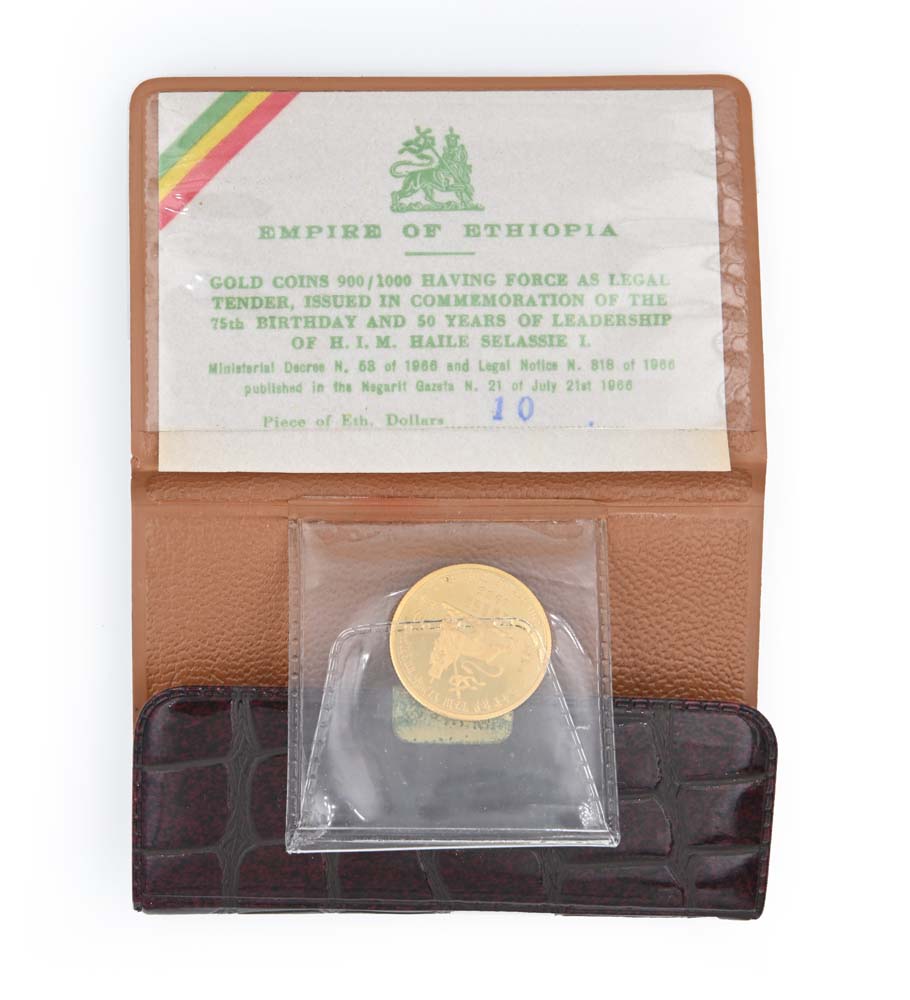 EMPIRE OF ETHIOPIA
GOLD COINS 900/1000 HAVING FORCE AS LEGAL
TENDER, ISSUED IN COMMEMORATION OF THE
75th BIRTHDAY AND 50 YEARS OF LEADERSHIP
OF H. I. M. HAILE SELASSIE I.
Ministerial Decree N. 53 of 1966 and Legal Notice N. 318 of 1966
published in the Negarit Gazeta N. 21 of July 21st 1966
Piece of Eth. Dollars 10